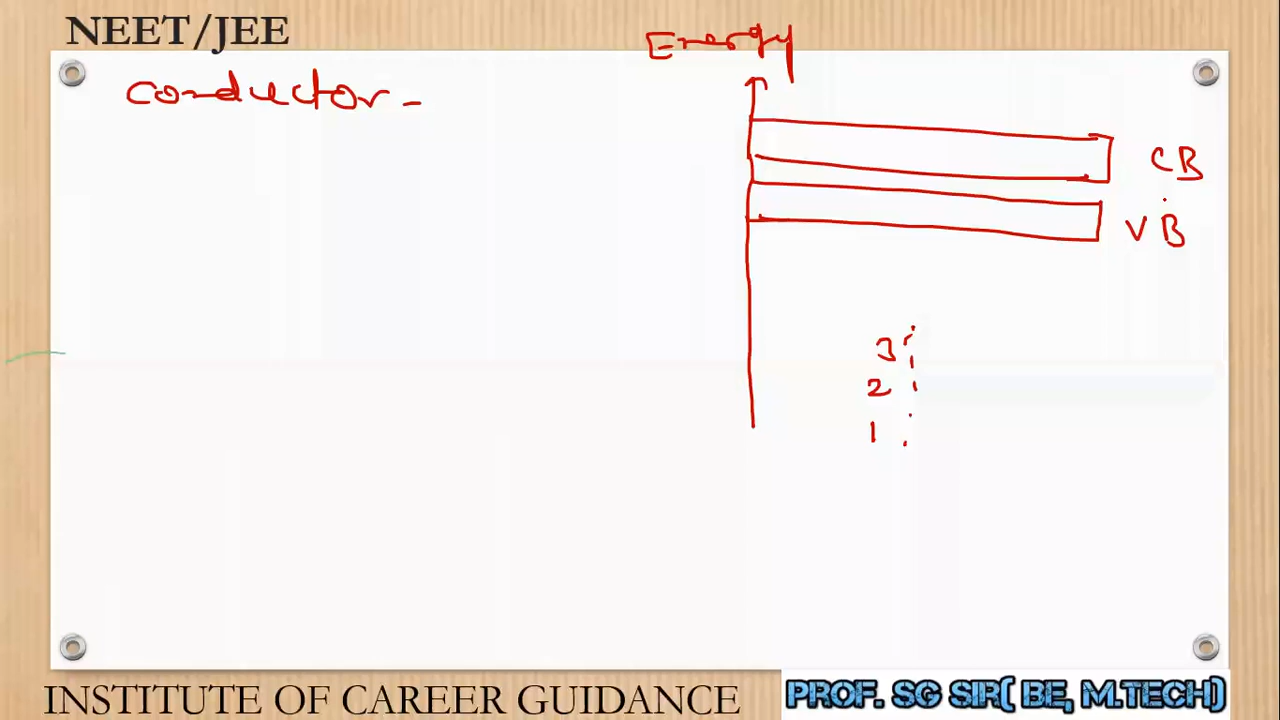 NEET/JEE
Energy
conductor -
CB
VB
3
2
1
INSTITUTE OF CAREER GUIDANCE
PROF. SG SIR( BE, M.TECH)